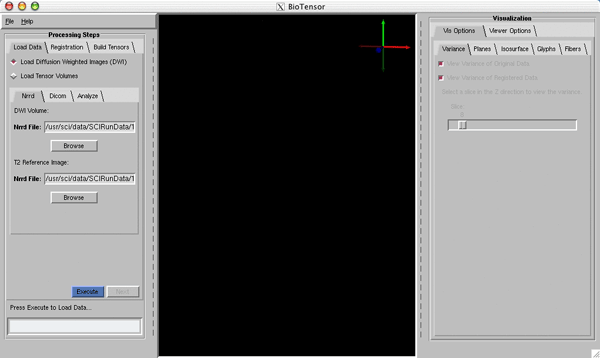 BioTensor
File Help
Processing Steps
Load Data Registration Build Tensors
Load Diffusion Weighted Images (DWI)
Load Tensor Volumes
Nrrd Dicom Analyze
DWI Volume:
Nrrd File: /usr/sci/data/SCIRunData/1
Browse
T2 Reference Image:
Nrrd File: /usr/sci/data/SCIRunData/1
Browse
Execute Next
Press Execute to Load Data...
Visualization
Vis Options Viewer Options
Variance Planes Isosurface Glyphs Fibers
View Variance of Original Data
View Variance of Registered Data
Select a slice in the Z direction to view the variance.
Slice